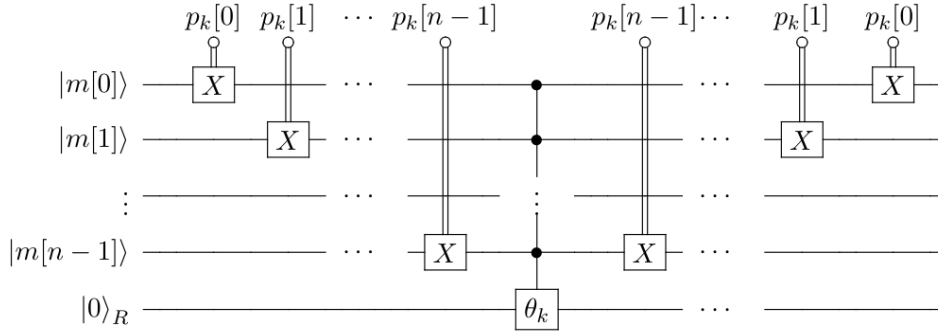 p_k[0] p_k[1] ⋯ p_k[n − 1] p_k[n − 1] ⋯ p_k[1] p_k[0]
|m[0]⟩ X ⋯ ⋯ X
|m[1]⟩ X ⋯ ⋯ X
⋮ ⋯ ⋮ ⋯
|m[n − 1]⟩ ⋯ X X ⋯
|0⟩_R θ_k ⋯